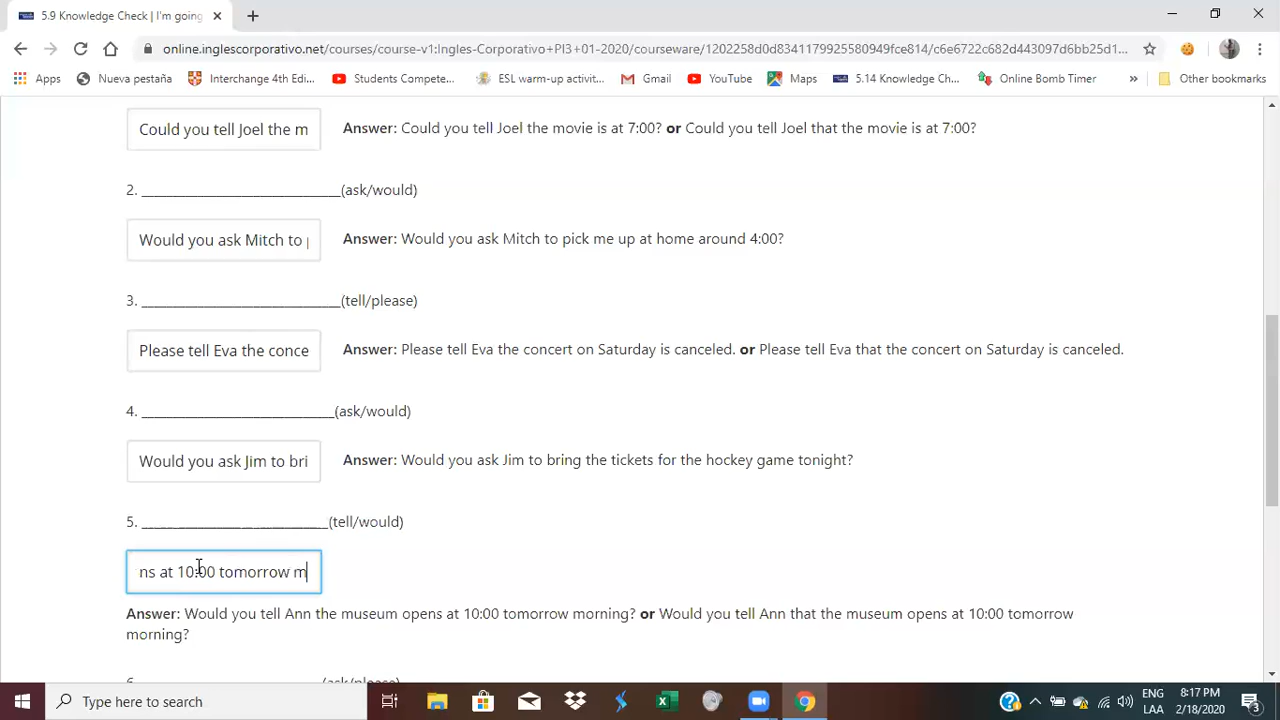 5.9 Knowledge Check | I'm going
online.inglescorporativo.net/courses/course-v1:Ingles-Corporativo+PI3+01-2020/courseware/1202258d0d8341179925580949fce814/c6e6722c682d443097d6bb25d1...
Apps Nueva pestaña Interchange 4th Edi... Students Compete... ESL warm-up activit... Gmail YouTube Maps 5.14 Knowledge Ch... Online Bomb Timer » Other bookmarks
Could you tell Joel the m Answer: Could you tell Joel the movie is at 7:00? or Could you tell Joel that the movie is at 7:00?
2. ____________________________(ask/would)
Would you ask Mitch to p Answer: Would you ask Mitch to pick me up at home around 4:00?
3. ____________________________(tell/please)
Please tell Eva the conce Answer: Please tell Eva the concert on Saturday is canceled. or Please tell Eva that the concert on Saturday is canceled.
4. ___________________________(ask/would)
Would you ask Jim to bri Answer: Would you ask Jim to bring the tickets for the hockey game tonight?
5. __________________________(tell/would)
ns at 10:00 tomorrow m
Answer: Would you tell Ann the museum opens at 10:00 tomorrow morning? or Would you tell Ann that the museum opens at 10:00 tomorrow
morning?
6. _________________________(ask/please)
Type here to search
ENG 8:17 PM
LAA 2/18/2020 3